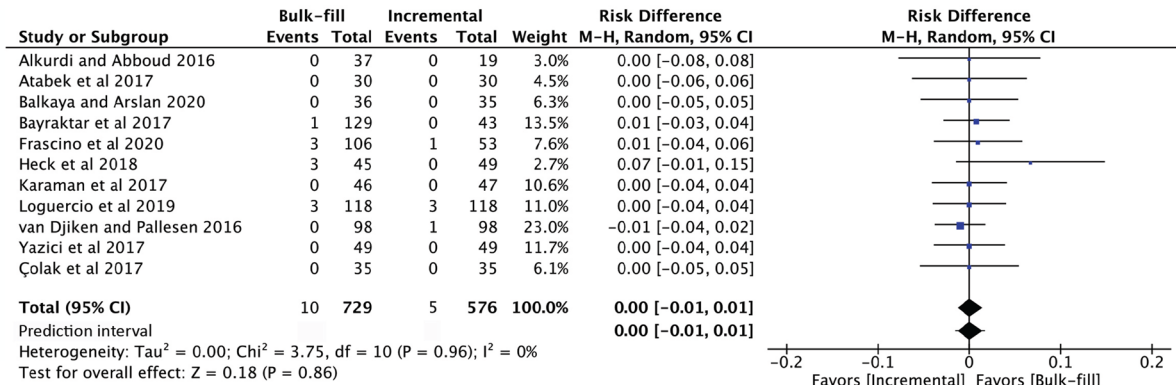 Bulk-fill Incremental Risk Difference Risk Difference
Study or Subgroup Events Total Events Total Weight M-H, Random, 95% CI M-H, Random, 95% CI
Alkurdi and Abboud 2016 0 37 0 19 3.0% 0.00 [-0.08, 0.08]
Atabek et al 2017 0 30 0 30 4.5% 0.00 [-0.06, 0.06]
Balkaya and Arslan 2020 0 36 0 35 6.3% 0.00 [-0.05, 0.05]
Bayraktar et al 2017 1 129 0 43 13.5% 0.01 [-0.03, 0.04]
Frascino et al 2020 3 106 1 53 7.6% 0.01 [-0.04, 0.06]
Heck et al 2018 3 45 0 49 2.7% 0.07 [-0.01, 0.15]
Karaman et al 2017 0 46 0 47 10.6% 0.00 [-0.04, 0.04]
Loguercio et al 2019 3 118 3 118 11.0% 0.00 [-0.04, 0.04]
van Djiken and Pallesen 2016 0 98 1 98 23.0% -0.01 [-0.04, 0.02]
Yazici et al 2017 0 49 0 49 11.7% 0.00 [-0.04, 0.04]
Çolak et al 2017 0 35 0 35 6.1% 0.00 [-0.05, 0.05]
Total (95% CI) 10 729 5 576 100.0% 0.00 [-0.01, 0.01]
Prediction interval 0.00 [-0.01, 0.01]
Heterogeneity: Tau² = 0.00; Chi² = 3.75, df = 10 (P = 0.96); I² = 0%
Test for overall effect: Z = 0.18 (P = 0.86)
-0.2 -0.1 0 0.1 0.2
Favors [Incremental] Favors [Bulk-fill]